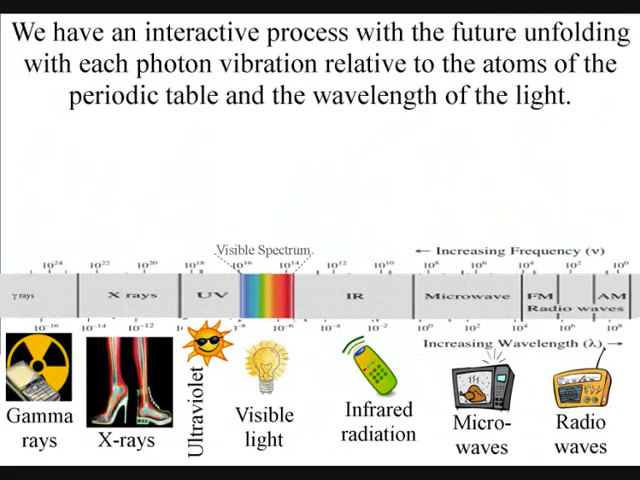 We have an interactive process with the future unfolding
with each photon vibration relative to the atoms of the
periodic table and the wavelength of the light.
Visible Spectrum
← Increasing Frequency (ν)
10²⁴ 10²² 10²⁰ 10¹⁸ 10¹⁶ 10¹⁴ 10¹² 10¹⁰ 10⁸ 10⁶ 10⁴ 10² 10⁰
γ rays X rays UV IR Microwave FM AM
Radio waves
10⁻¹⁶ 10⁻¹⁴ 10⁻¹² 10⁻⁶ 10⁻⁴ 10⁻² 10⁰ 10² 10⁴ 10⁶ 10⁸
Increasing Wavelength (λ) →
Gamma
rays
X-rays
Ultraviolet
Visible
light
Infrared
radiation
Micro-
waves
Radio
waves